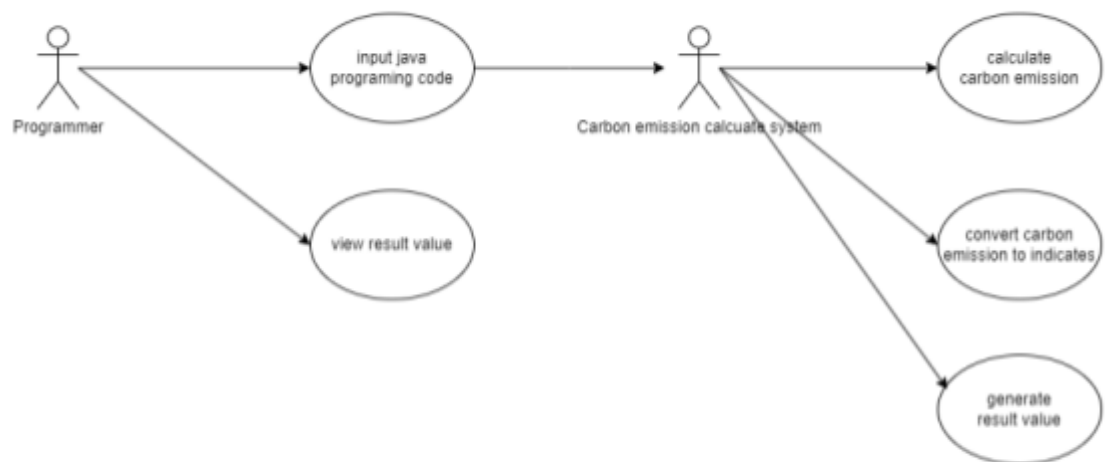 input java
programing code
calculate
carbon emission
Programmer
Carbon emission calcuate system
view result value
convert carbon
emission to indicates
generate
result value